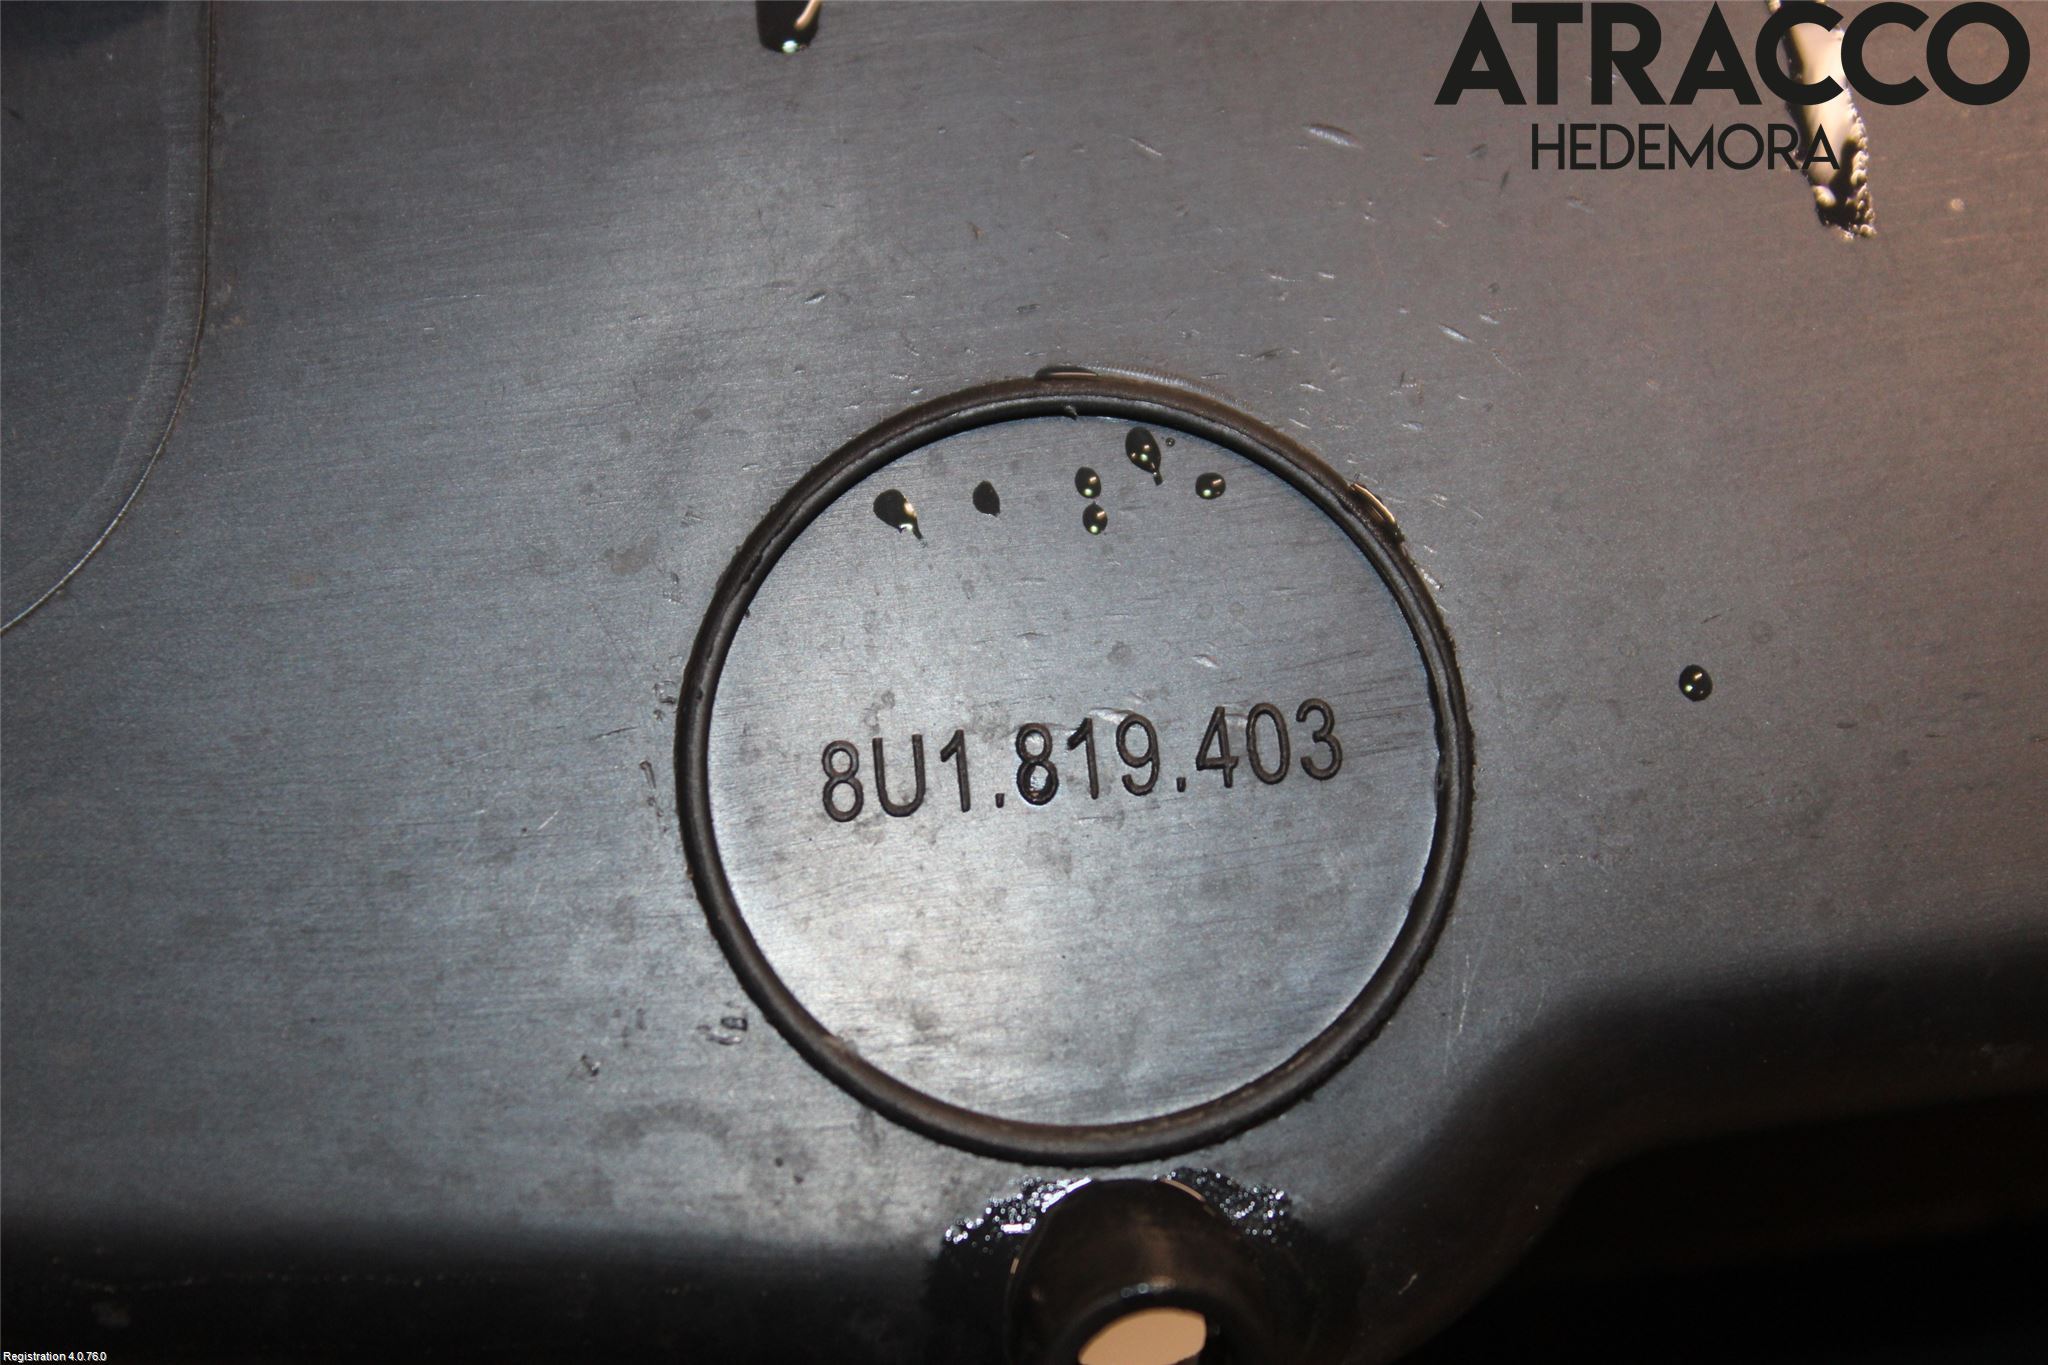 ATRACCO
HEDEMORA
8U1.819.403
Registration 4.0.76.0